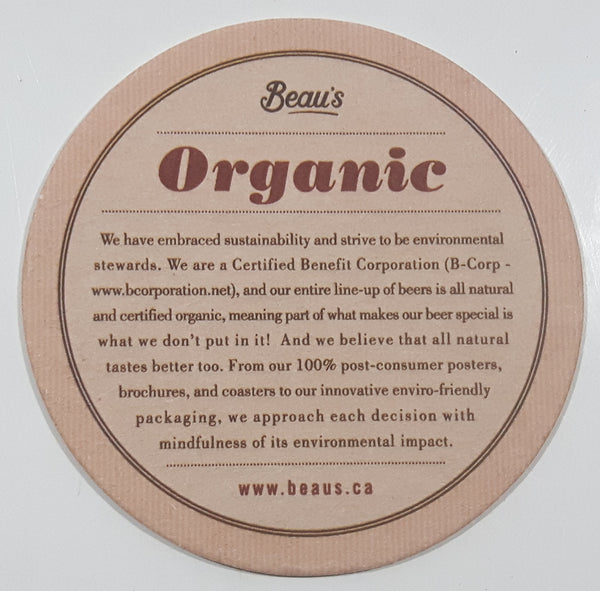 Beau's
Organic
We have embraced sustainability and strive to be environmental
stewards. We are a Certified Benefit Corporation (B-Corp -
www.bcorporation.net), and our entire line-up of beers is all natural
and certified organic, meaning part of what makes our beer special is
what we don't put in it! And we believe that all natural
tastes better too. From our 100% post-consumer posters,
brochures, and coasters to our innovative enviro-friendly
packaging, we approach each decision with
mindfulness of its environmental impact.
www.beaus.ca